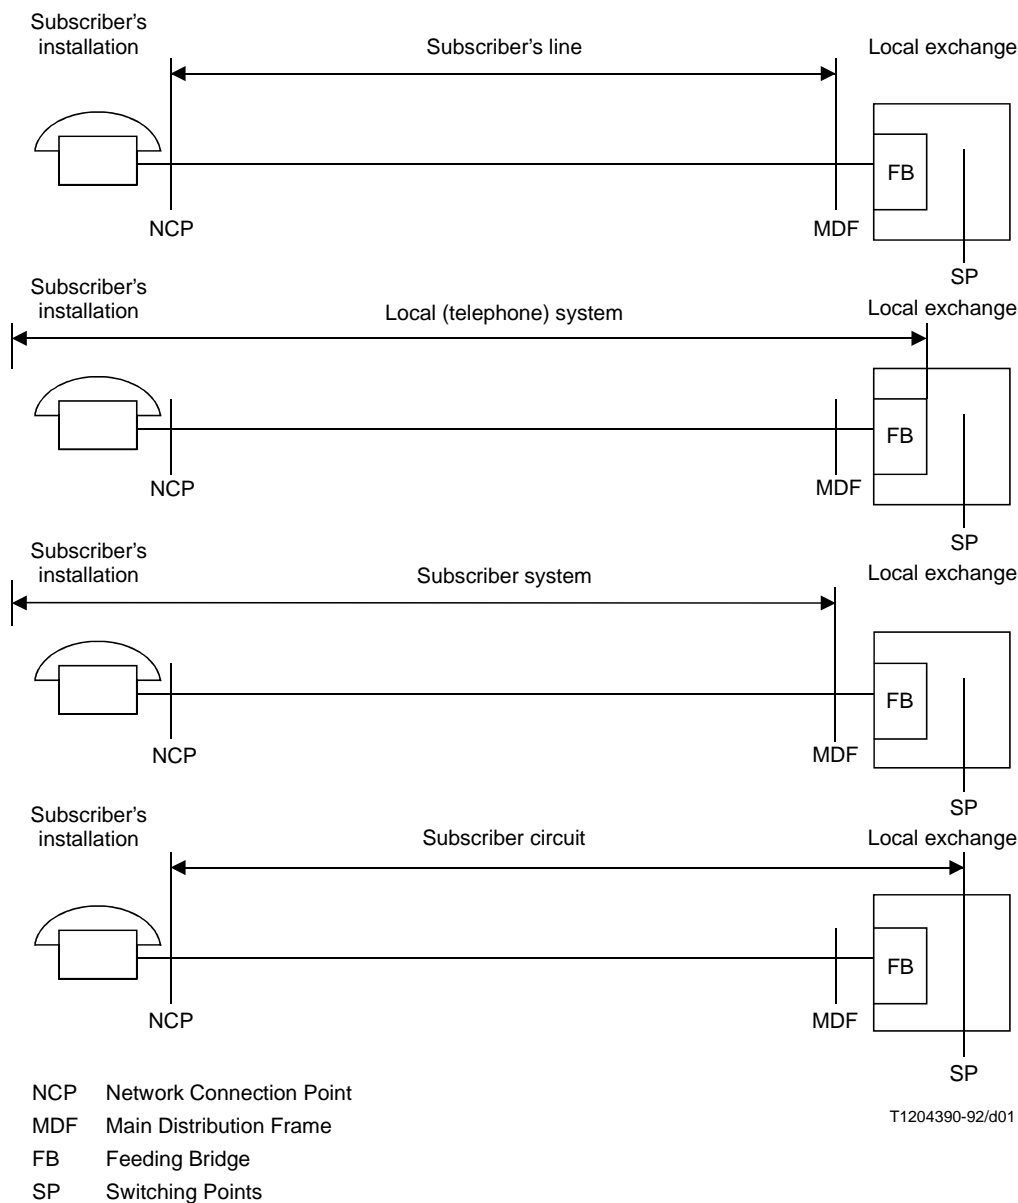 Subscriber’s
installation
Subscriber’s line
Local exchange
FB
NCP
MDF
SP
Subscriber’s
installation
Local (telephone) system
Local exchange
FB
NCP
MDF
SP
Subscriber’s
installation
Subscriber system
Local exchange
FB
NCP
MDF
SP
Subscriber’s
installation
Subscriber circuit
Local exchange
FB
NCP
MDF
SP
NCP Network Connection Point
MDF Main Distribution Frame
FB Feeding Bridge
SP Switching Points
T1204390-92/d01